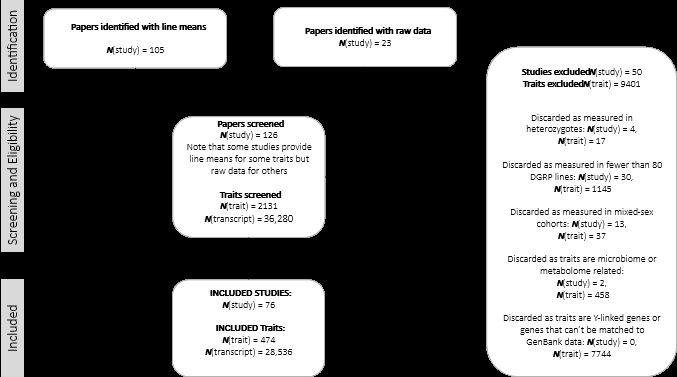 Identification
Papers identified with line means
N(study) = 105
Papers identified with raw data
N(study) = 23
Screening and Eligibility
Papers screened
N(study) = 126
Note that some studies provide
line means for some traits but
raw data for others
Traits screened
N(trait) = 2131
N(transcript) = 36,280
Included
INCLUDED STUDIES:
N(study) = 76
INCLUDED Traits:
N(trait) = 474
N(transcript) = 28,536
Studies excludedN(study) = 50
Traits excludedN(trait) = 9401
Discarded as measured in
heterozygotes: N(study) = 4,
N(trait) = 17
Discarded as measured in fewer than 80
DGRP lines: N(study) = 30,
N(trait) = 1145
Discarded as measured in mixed-sex
cohorts: N(study) = 13,
N(trait) = 37
Discarded as traits are microbiome or
metabolome related:
N(study) = 2,
N(trait) = 458
Discarded as traits are Y-linked genes or
genes that can't be matched to
GenBank data: N(study) = 0,
N(trait) = 7744